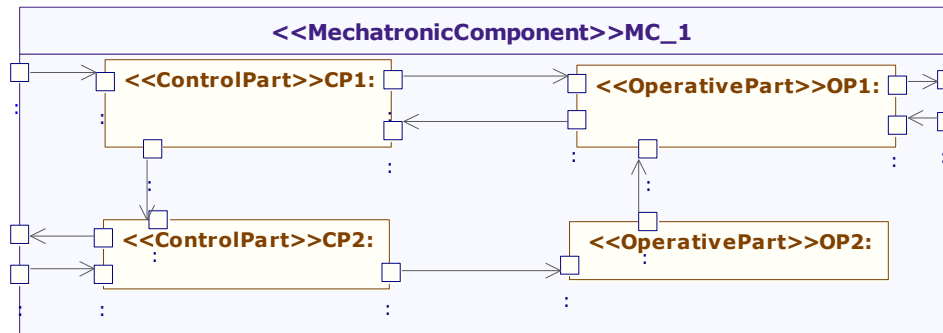 <<MechatronicComponent>>MC_1
<<ControlPart>>CP1:
<<OperativePart>>OP1:
: : : : : :
: :
<<ControlPart>>CP2:
<<OperativePart>>OP2:
: :
: : : :